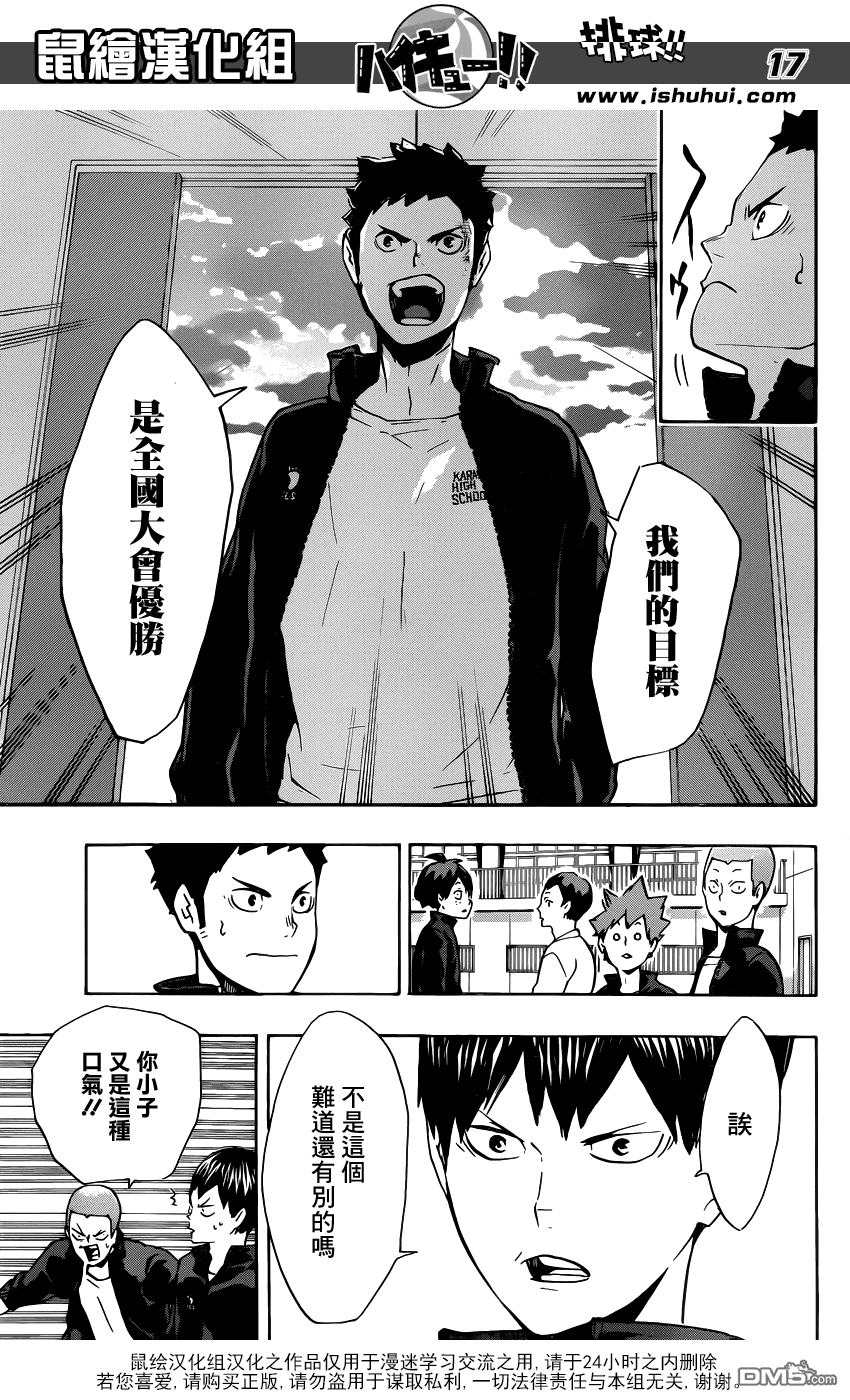 鼠繪漢化組
ハイキュー!!
排球!!
17
www.ishuhui.com
スッ
KARA
HIGH
SCHOO
我們的目標
是全國大會優勝
誒
不是這個
難道還有別的嗎
你小子
又是這種
口氣!!
鼠绘汉化组汉化之作品仅用于漫迷学习交流之用,请于24小时之内删除
若您喜爱,请购买正版,请勿盗用于谋取私利,一切法律责任与本组无关,谢谢。
DM5.com